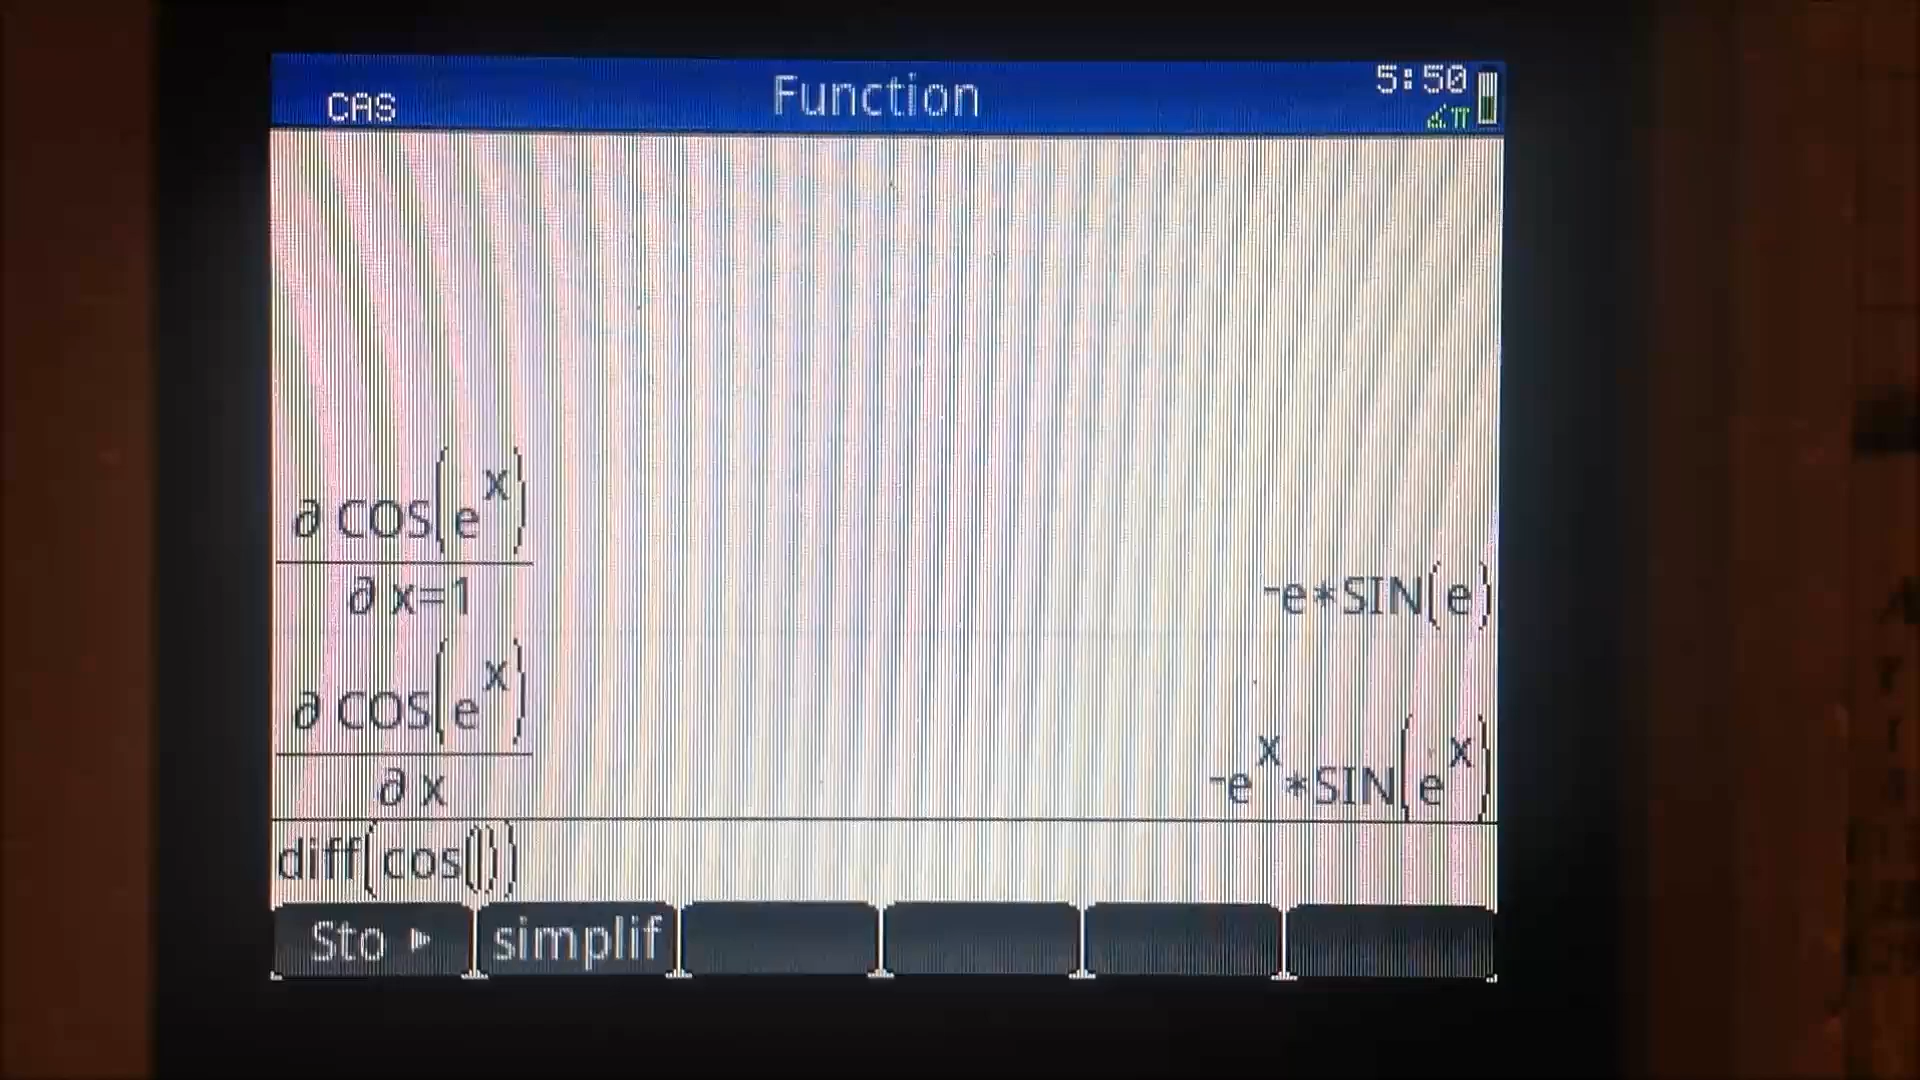 CAS Function 5:50
∡π
∂ COS(e^x)
∂ x=1
-e*SIN(e)
∂ COS(e^x)
∂ x
-e^x*SIN(e^x)
diff(cos())
Sto ▶ simplif